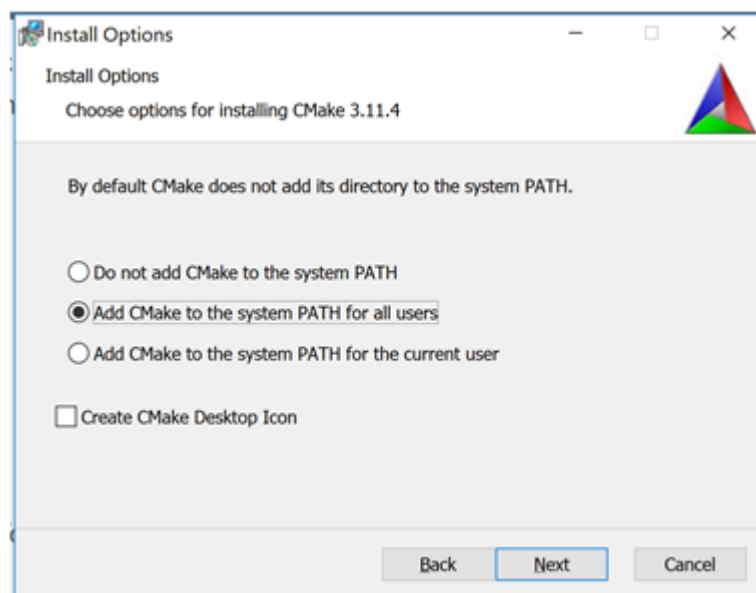 Install Options
Install Options
Choose options for installing CMake 3.11.4
By default CMake does not add its directory to the system PATH.
Do not add CMake to the system PATH
Add CMake to the system PATH for all users
Add CMake to the system PATH for the current user
Create CMake Desktop Icon
Back Next Cancel